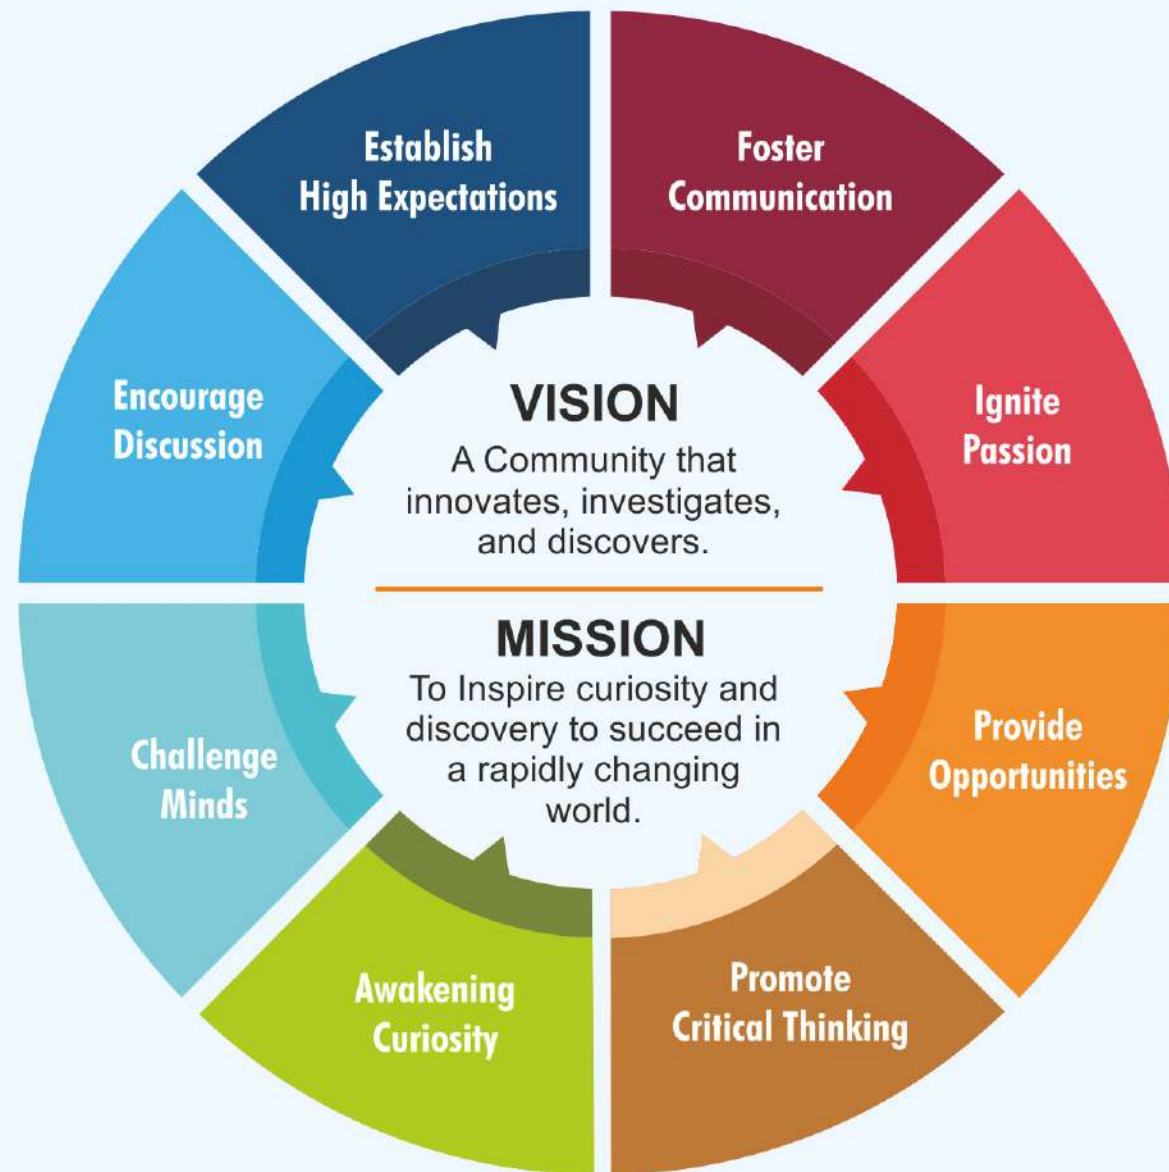 Establish
High Expectations
Foster
Communication
Ignite
Passion
Provide
Opportunities
Promote
Critical Thinking
Awakening
Curiosity
Challenge
Minds
Encourage
Discussion
VISION
A Community that
innovates, investigates,
and discovers.
MISSION
To Inspire curiosity and
discovery to succeed in
a rapidly changing
world.